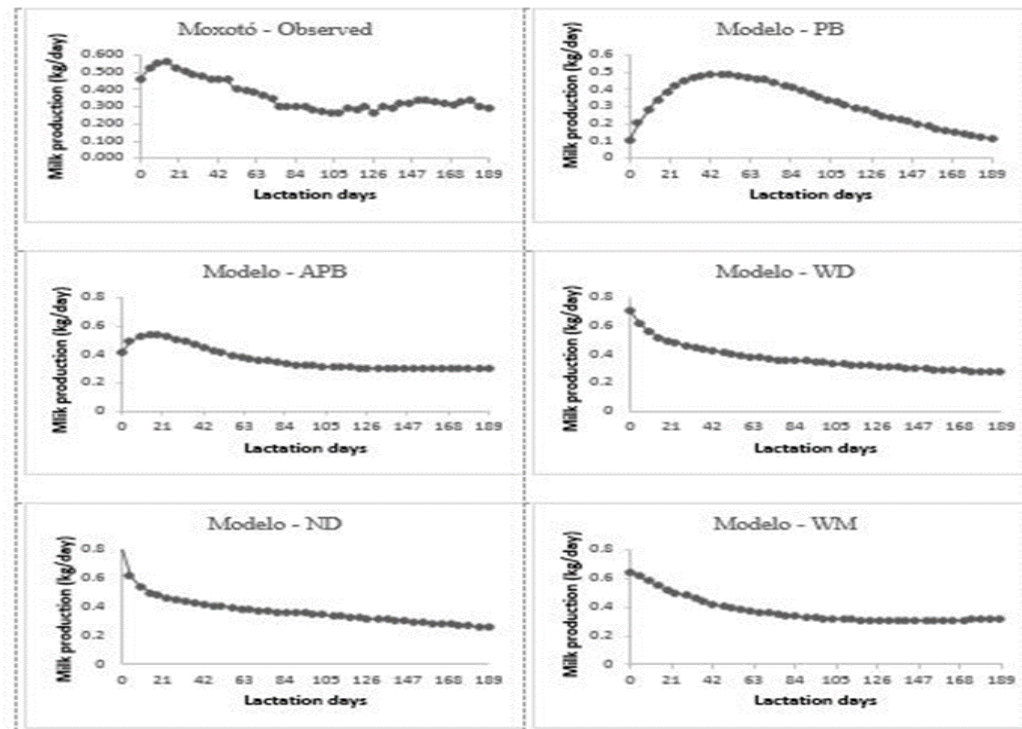 Moxotó - Observed
Milk production (kg/day)
0.600
0.500
0.400
0.300
0.200
0.100
0.000
0 21 42 63 84 105 126 147 168 189
Lactation days
Modelo - PB
Milk production (kg/day)
0.6
0.5
0.4
0.3
0.2
0.1
0
0 21 42 63 84 105 126 147 168 189
Lactation days
Modelo - APB
Milk production (kg/day)
0.8
0.6
0.4
0.2
0
0 21 42 63 84 105 126 147 168 189
Lactation days
Modelo - WD
Milk production (kg/day)
0.8
0.6
0.4
0.2
0
0 21 42 63 84 105 126 147 168 189
Lactation days
Modelo - ND
Milk production (kg/day)
0.8
0.6
0.4
0.2
0
0 21 42 63 84 105 126 147 168 189
Lactation days
Modelo - WM
Milk production (kg/day)
0.8
0.6
0.4
0.2
0
0 21 42 63 84 105 126 147 168 189
Lactation days